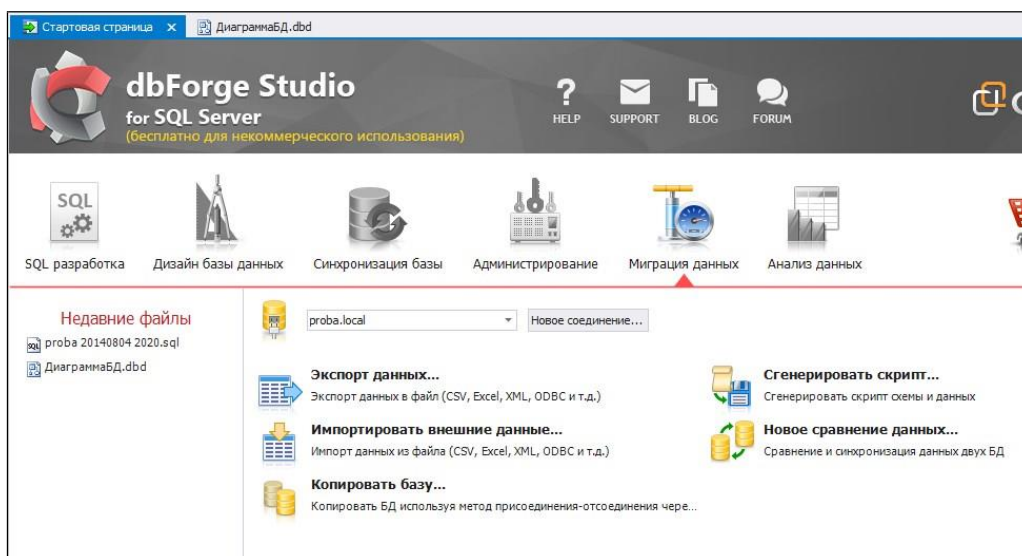 Стартовая страница
ДиаграммаБД.dbd
dbForge Studio
for SQL Server
(бесплатно для некоммерческого использования)
HELP
SUPPORT
BLOG
FORUM
SQL
SQL разработка
Дизайн базы данных
Синхронизация базы
Администрирование
Миграция данных
Анализ данных
Недавние файлы
proba 20140804 2020.sql
ДиаграммаБД.dbd
proba.local
Новое соединение...
Экспорт данных...
Экспорт данных в файл (CSV, Excel, XML, ODBC и т.д.)
Импортировать внешние данные...
Импорт данных из файла (CSV, Excel, XML, ODBC и т.д.)
Копировать базу...
Копировать БД используя метод присоединения-отсоединения чере...
Сгенерировать скрипт...
Сгенерировать скрипт схемы и данных
Новое сравнение данных...
Сравнение и синхронизация данных двух БД